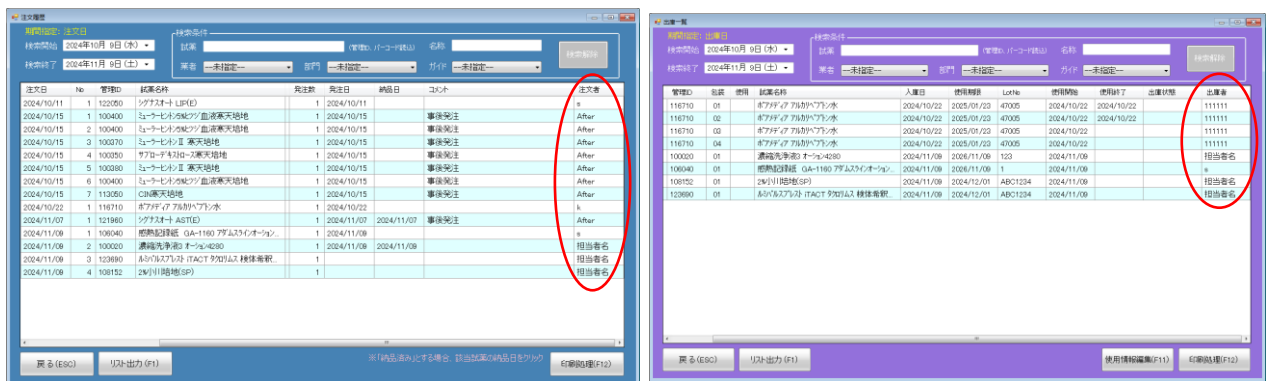 注文履歴
期間指定: 注文日
検索開始 2024年10月 9日 (水)
検索終了 2024年11月 9日 (土)
検索条件
試薬 (管理ID, バーコード読込) 名称
業者 ---未指定--- 部門 ---未指定--- ガイド ---未指定---
検索解除
注文日 No 管理ID 試薬名称 発注数 発注日 納品日 コメント 注文者
2024/10/11 1 122050 シグナスオート LIP(E) 1 2024/10/11 s
2024/10/15 1 100400 ミューラーヒントン5%ヒツジ血液寒天培地 1 2024/10/15 事後発注 After
2024/10/15 2 100400 ミューラーヒントン5%ヒツジ血液寒天培地 1 2024/10/15 事後発注 After
2024/10/15 3 100370 ミューラーヒントンⅡ 寒天培地 1 2024/10/15 事後発注 After
2024/10/15 4 100350 サブローデキストロース寒天培地 1 2024/10/15 事後発注 After
2024/10/15 5 100380 ミューラーヒントンⅡ 寒天培地 1 2024/10/15 事後発注 After
2024/10/15 6 100400 ミューラーヒントン5%ヒツジ血液寒天培地 1 2024/10/15 事後発注 After
2024/10/15 7 113050 CIN寒天培地 1 2024/10/15 事後発注 After
2024/10/22 1 116710 ボアメディア アルカリペプトン水 1 2024/10/22 k
2024/11/07 1 121960 シグナスオート AST(E) 1 2024/11/07 2024/11/07 事後発注 After
2024/11/09 1 106040 感熱記録紙 GA-1160 アダムスラインオーション... 1 2024/11/09 s
2024/11/09 2 100020 濃縮洗浄液3 オーション4280 1 2024/11/09 2024/11/09 担当者名
2024/11/09 3 123690 ルミパルスプレスト iTACT タクロリムス 検体希釈... 1 担当者名
2024/11/09 4 108152 2%小川培地(SP) 1 担当者名
戻る(ESC) リスト出力(F1) ※「納品済み」とする場合、該当試薬の納品日をクリック 印刷処理(F12)
出庫一覧
期間指定: 出庫日
検索開始 2024年10月 9日 (水)
検索終了 2024年11月 9日 (土)
検索条件
試薬 (管理ID, バーコード読込) 名称
業者 ---未指定--- 部門 ---未指定--- ガイド ---未指定---
検索解除
管理ID 包装 使用 試薬名称 入庫日 使用期限 LotNo 使用開始 使用終了 出庫状態 出庫者
116710 01 ボアメディア アルカリペプトン水 2024/10/22 2025/01/23 47005 2024/10/22 2024/10/22 111111
116710 02 ボアメディア アルカリペプトン水 2024/10/22 2025/01/23 47005 2024/10/22 2024/10/22 111111
116710 03 ボアメディア アルカリペプトン水 2024/10/22 2025/01/23 47005 2024/10/22 111111
116710 04 ボアメディア アルカリペプトン水 2024/10/22 2025/01/23 47005 2024/10/22 111111
100020 01 濃縮洗浄液3 オーション4280 2024/11/09 2026/11/09 123 2024/11/09 担当者名
106040 01 感熱記録紙 GA-1160 アダムスラインオーション... 2024/11/09 2026/11/09 1 2024/11/09 s
108152 01 2%小川培地(SP) 2024/11/09 2024/12/01 ABC1234 2024/11/09 担当者名
123690 01 ルミパルスプレスト iTACT タクロリムス 検体希釈... 2024/11/09 2024/12/01 ABC1234 2024/11/09 担当者名
戻る(ESC) リスト出力(F1) 使用情報編集(F11) 印刷処理(F12)